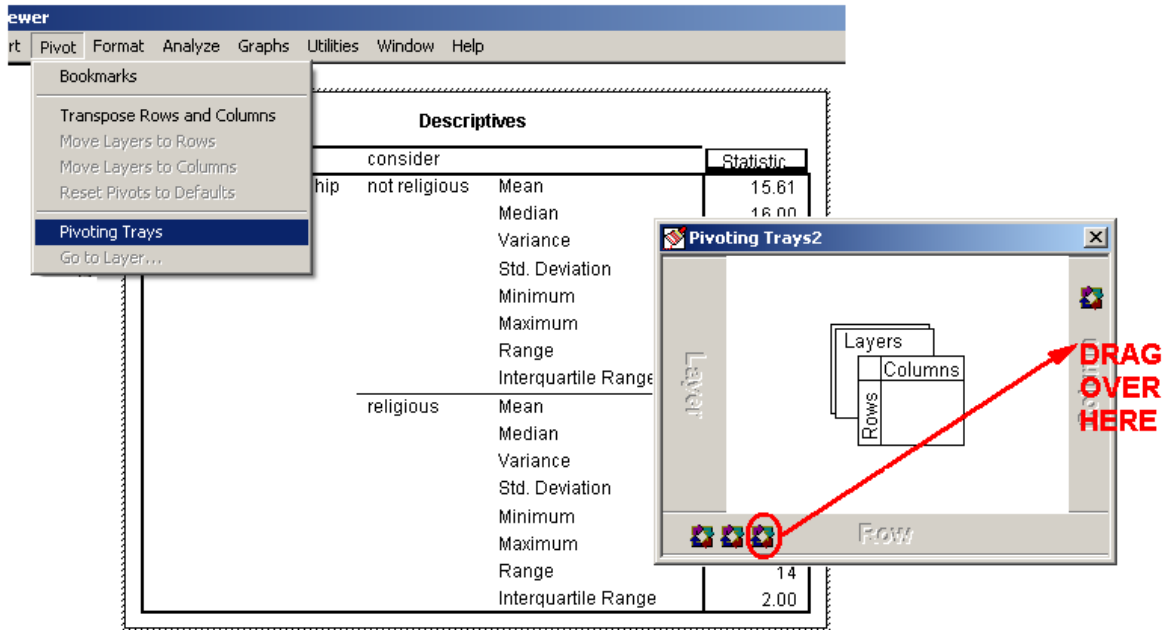 ewer
rt Pivot Format Analyze Graphs Utilities Window Help
Bookmarks
Transpose Rows and Columns
Move Layers to Rows
Move Layers to Columns
Reset Pivots to Defaults
Pivoting Trays
Go to Layer...
Descriptives
consider Statistic
hip not religious Mean 15.61
Median 16.00
Variance
Std. Deviation
Minimum
Maximum
Range
Interquartile Range
religious Mean
Median
Variance
Std. Deviation
Minimum
Maximum
Range 14
Interquartile Range 2.00
Pivoting Trays2
Layer
Layers
Columns
Rows
Row
DRAG
OVER
HERE